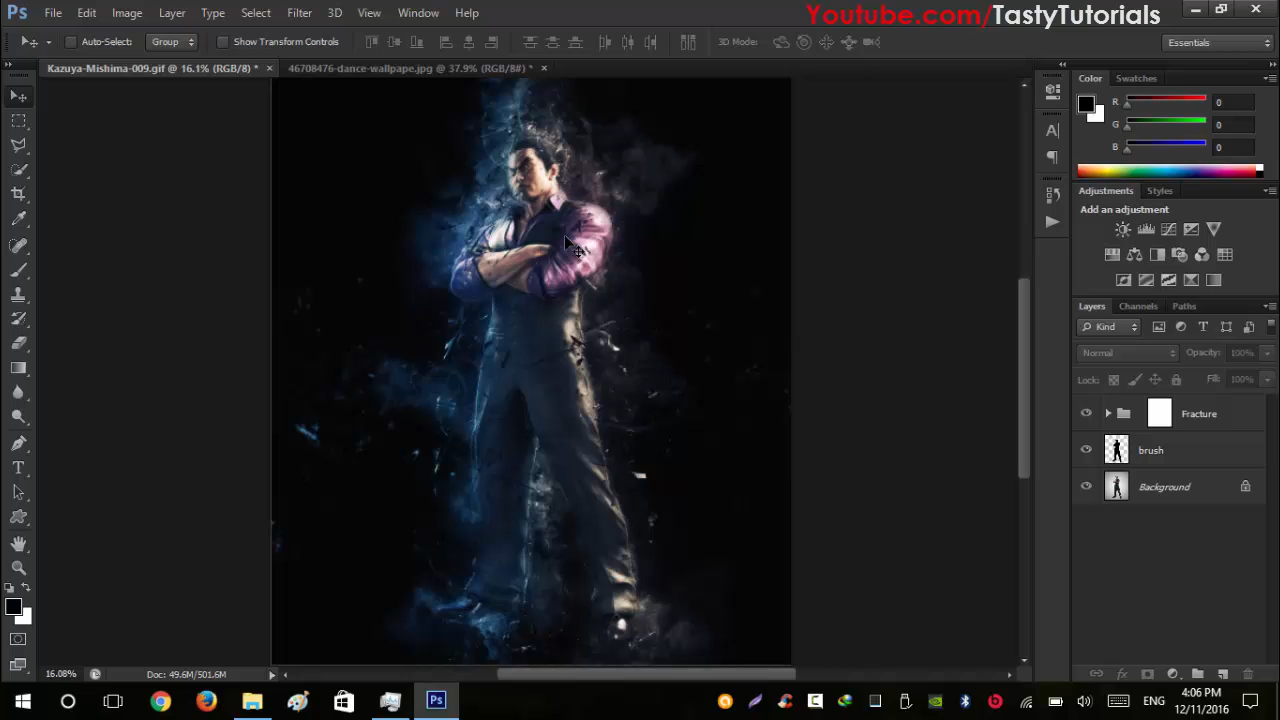 Ps File Edit Image Layer Type Select Filter 3D View Window Help
Youtube.com/TastyTutorials
Auto-Select: Group Show Transform Controls 3D Mode: Essentials
Kazuya-Mishima-009.gif @ 16.1% (RGB/8) * × 46708476-dance-wallpape.jpg @ 37.9% (RGB/8#) * ×
Color Swatches
R 0
G 0
B 0
Adjustments Styles
Add an adjustment
Layers Channels Paths
Kind
Normal Opacity: 100%
Lock: Fill: 100%
Fracture
brush
Background
16.08% Doc: 49.6M/501.6M
Ps ENG 4:06 PM
12/11/2016